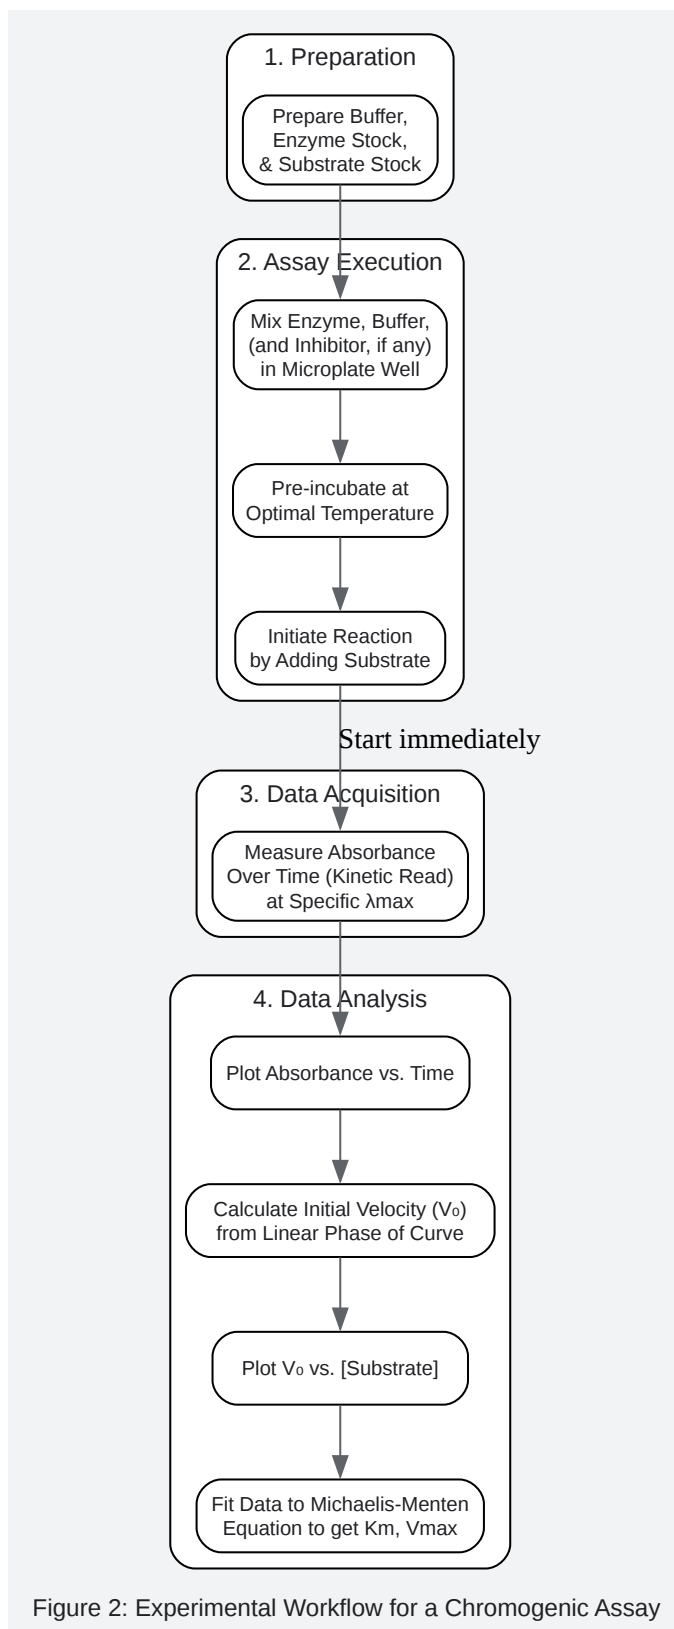 1. Preparation
Prepare Buffer,
Enzyme Stock,
& Substrate Stock
2. Assay Execution
Mix Enzyme, Buffer,
(and Inhibitor, if any)
in Microplate Well
Pre-incubate at
Optimal Temperature
Initiate Reaction
by Adding Substrate
Start immediately
3. Data Acquisition
Measure Absorbance
Over Time (Kinetic Read)
at Specific λmax
4. Data Analysis
Plot Absorbance vs. Time
Calculate Initial Velocity (V₀)
from Linear Phase of Curve
Plot V₀ vs. [Substrate]
Fit Data to Michaelis-Menten
Equation to get Km, Vmax
Figure 2: Experimental Workflow for a Chromogenic Assay